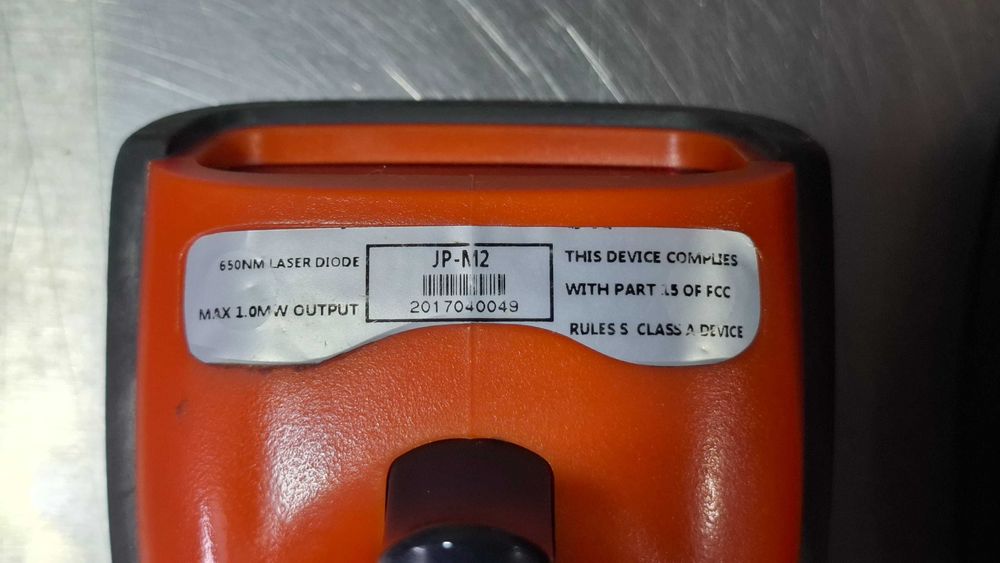 650NM LASER DIODE
MAX 1.0MW OUTPUT
JP-M2
2017040049
THIS DEVICE COMPLIES
WITH PART 15 OF FCC
RULES S CLASS A DEVICE